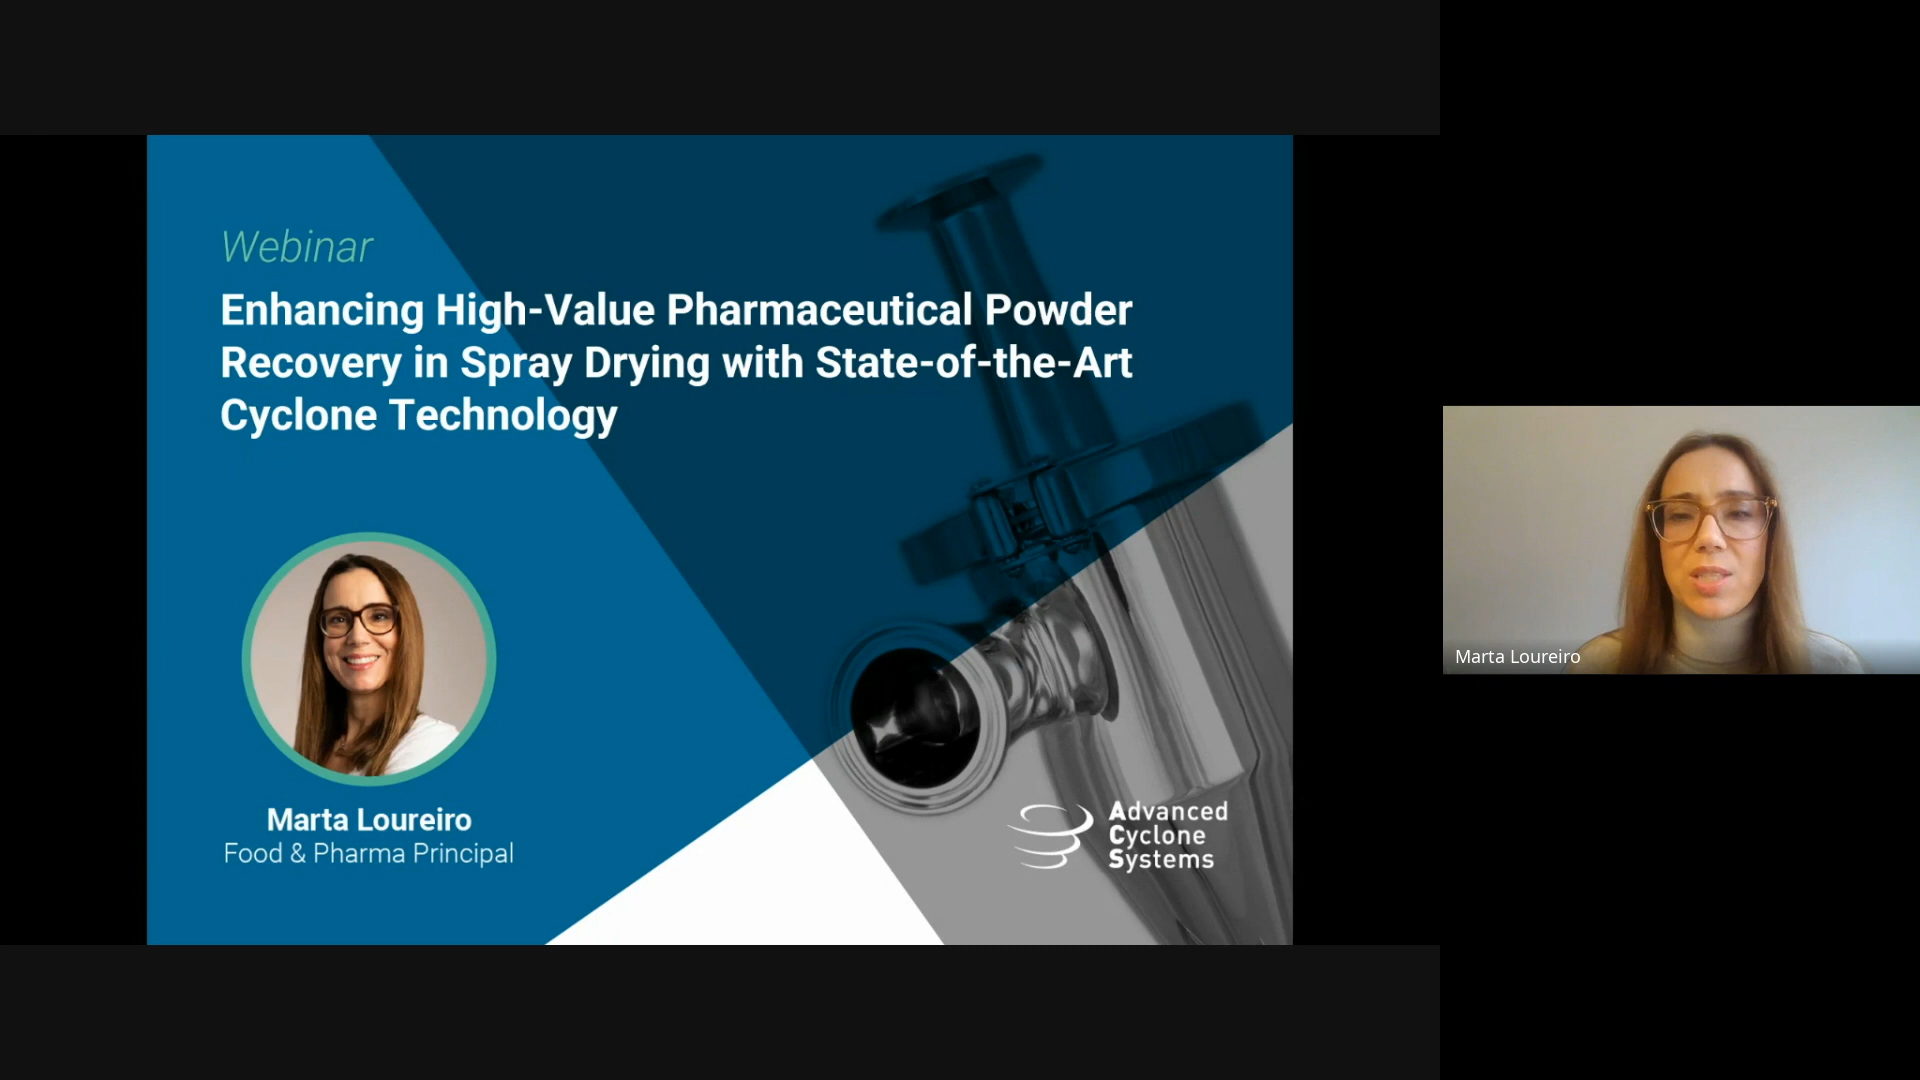 Webinar
Enhancing High-Value Pharmaceutical Powder
Recovery in Spray Drying with State-of-the-Art
Cyclone Technology
Marta Loureiro
Food & Pharma Principal
Advanced
Cyclone
Systems
Marta Loureiro